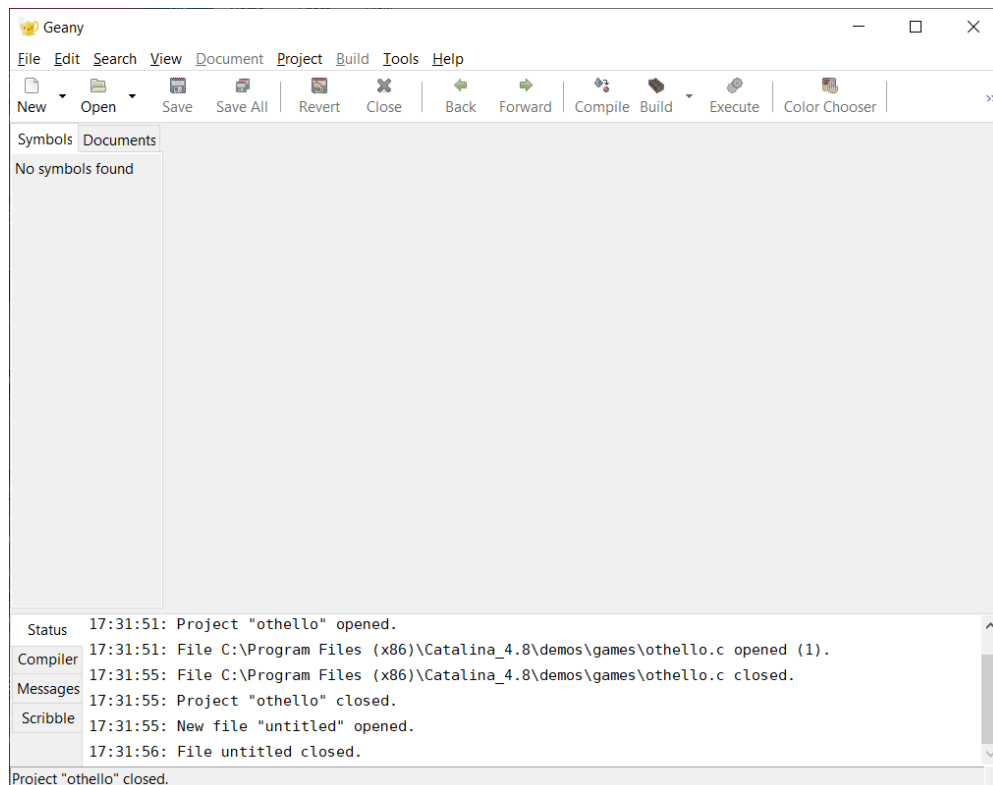 Geany
File Edit Search View Document Project Build Tools Help
New Open Save Save All Revert Close Back Forward Compile Build Execute Color Chooser
Symbols Documents
No symbols found
Status
Compiler
Messages
Scribble
17:31:51: Project "othello" opened.
17:31:51: File C:\Program Files (x86)\Catalina_4.8\demos\games\othello.c opened (1).
17:31:55: File C:\Program Files (x86)\Catalina_4.8\demos\games\othello.c closed.
17:31:55: Project "othello" closed.
17:31:55: New file "untitled" opened.
17:31:56: File untitled closed.
Project "othello" closed.